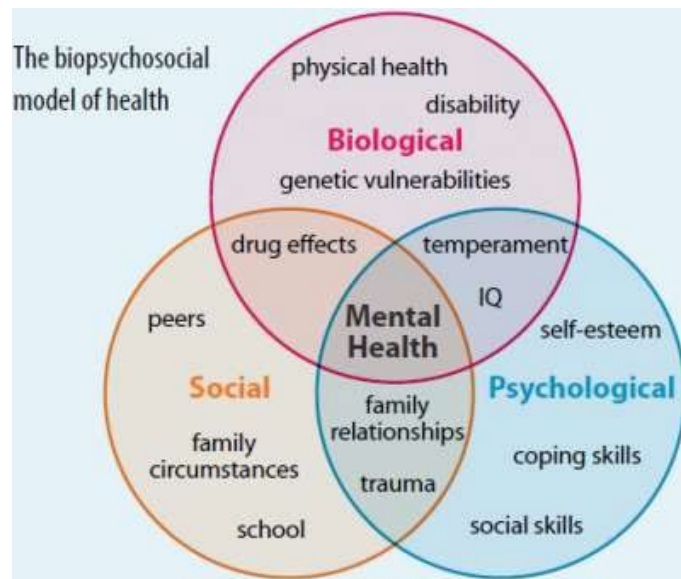 The biopsychosocial
model of health
physical health
disability
Biological
genetic vulnerabilities
drug effects
temperament
IQ
peers
Mental
Health
self-esteem
Social
Psychological
family
relationships
family
circumstances
coping skills
trauma
school
social skills